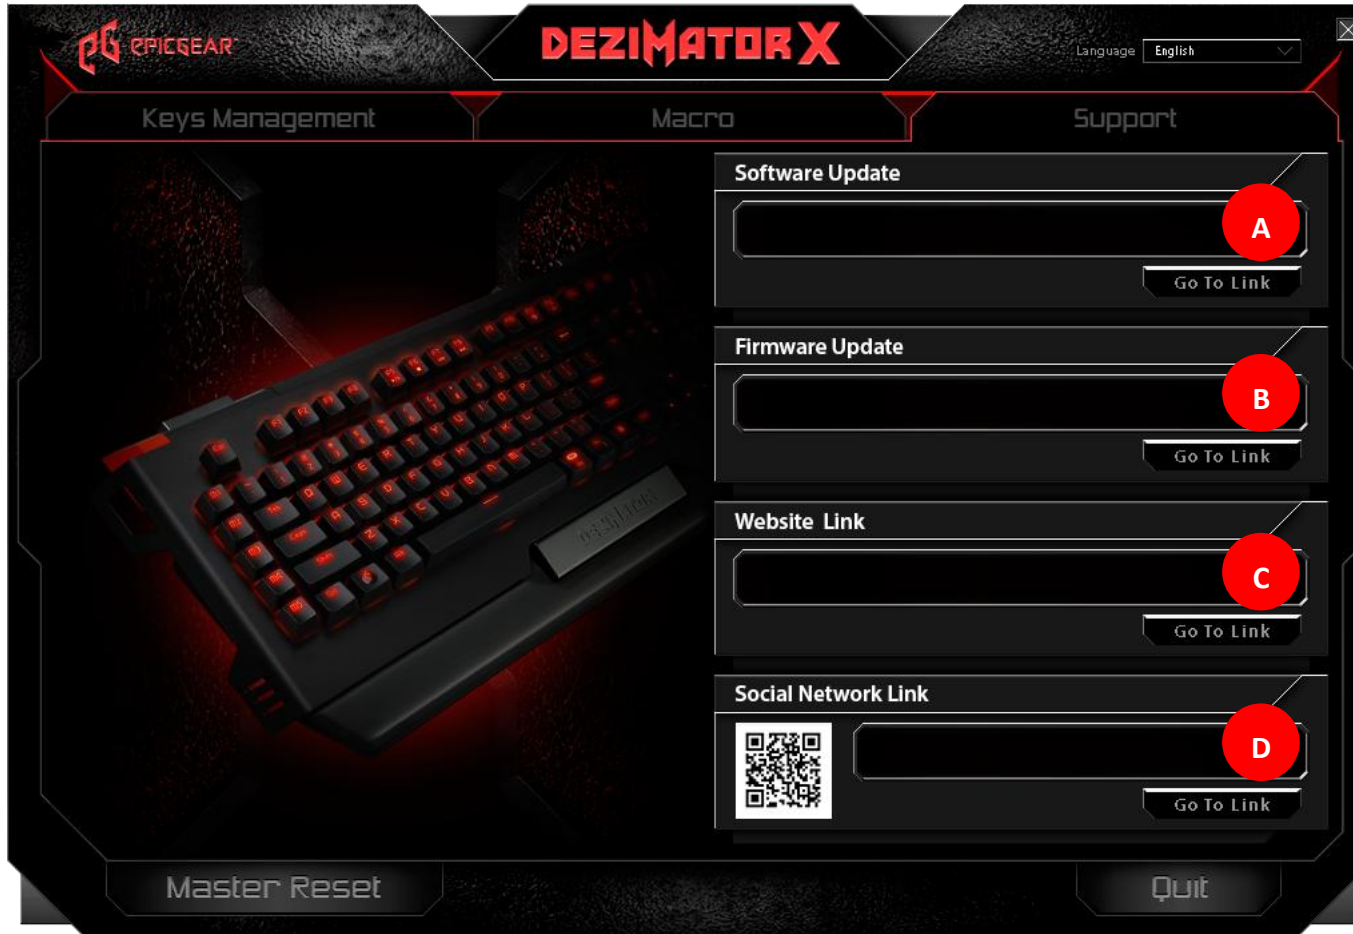 EPICGEAR
DEZIMATOR X
Language English
Keys Management
Macro
Support
Software Update
A
Go To Link
Firmware Update
B
Go To Link
Website Link
C
Go To Link
Social Network Link
D
Go To Link
Master Reset
Quit